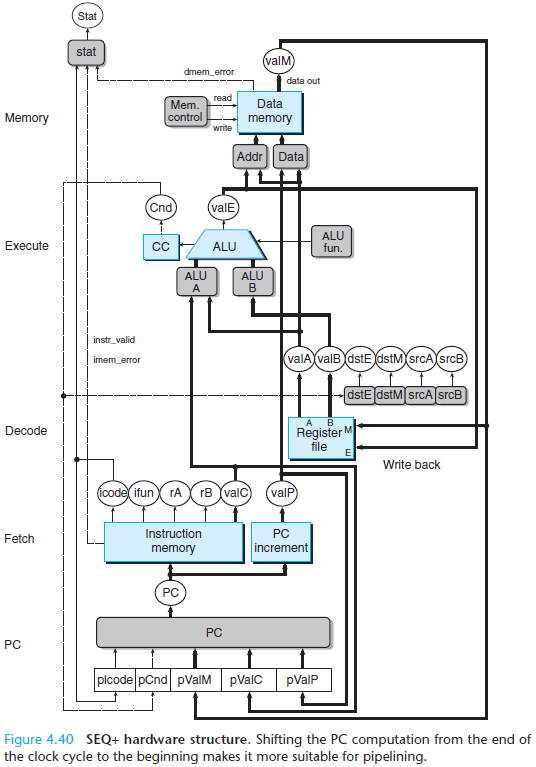 Stat
stat
valM
dmem_error
data out
Memory
Mem.
control
read
write
Data
memory
Addr
Data
Cnd
valE
Execute
CC
ALU
ALU
fun.
ALU
A
ALU
B
instr_valid
imem_error
valA
valB
dstE
dstM
srcA
srcB
dstE
dstM
srcA
srcB
Decode
A
B
Register
file
M
E
Write back
icode
ifun
rA
rB
valC
valP
Fetch
Instruction
memory
PC
increment
PC
PC
PC
pIcode
pCnd
pValM
pValC
pValP
Figure 4.40 SEQ+ hardware structure. Shifting the PC computation from the end of
the clock cycle to the beginning makes it more suitable for pipelining.